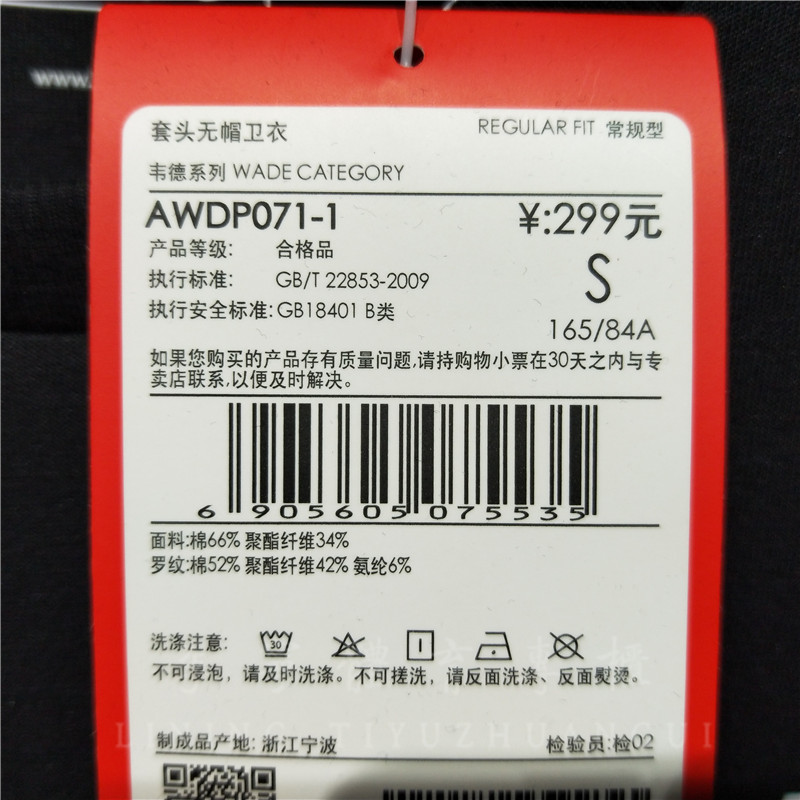 www.
套头无帽卫衣 REGULAR FIT 常规型
韦德系列 WADE CATEGORY
AWDP071-1 ¥:299元
产品等级: 合格品
执行标准: GB/T 22853-2009 S
执行安全标准:GB18401 B类 165/84A
如果您购买的产品存有质量问题,请持购物小票在30天之内与专
卖店联系,以便及时解决。
6 905605 075535
面料:棉66% 聚酯纤维34%
罗纹:棉52% 聚酯纤维42% 氨纶6%
洗涤注意: 30
不可浸泡，请及时洗涤。不可搓洗，请反面洗涤、反面熨烫。
LINING TIYUZHUANGUI
制成品产地: 浙江宁波 检验员:检02